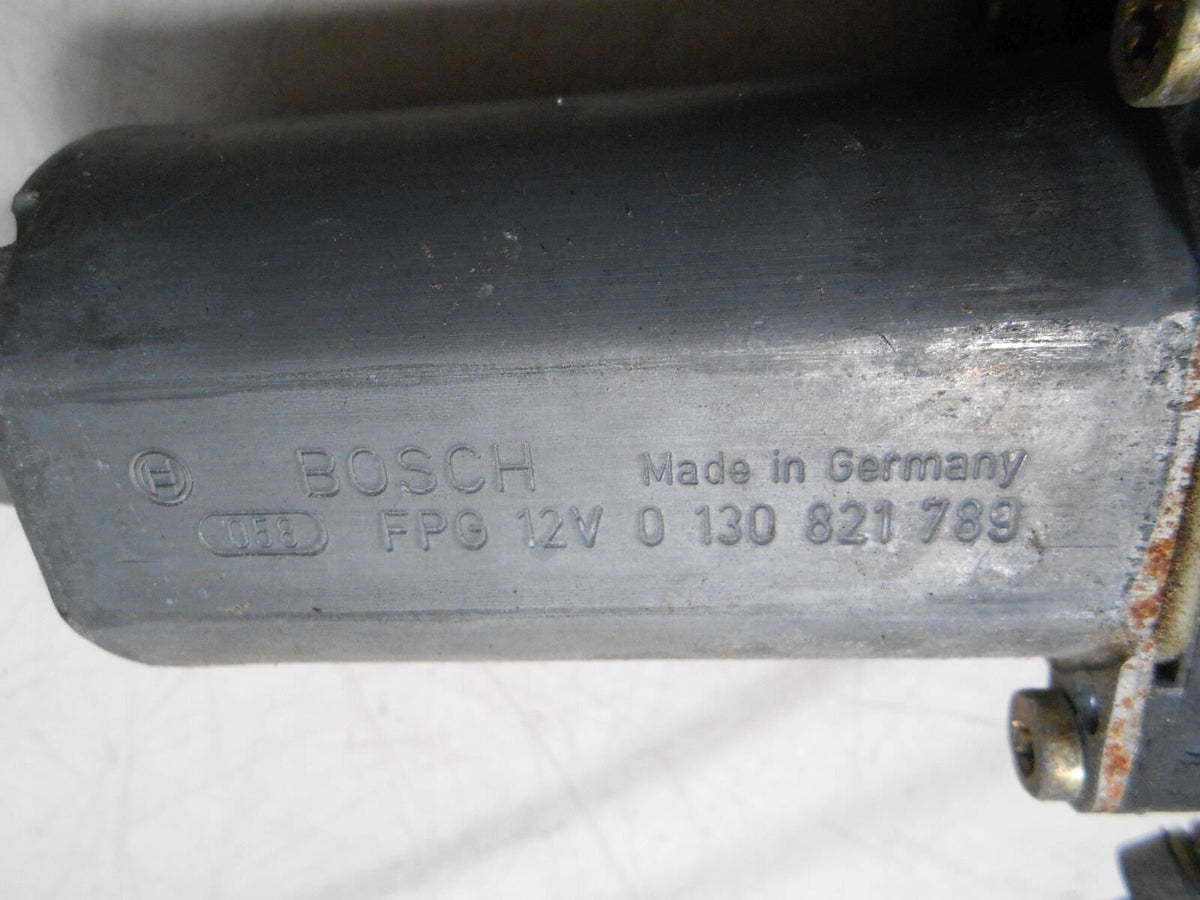 BOSCH Made in Germany
058 FPG 12V 0 130 821 789